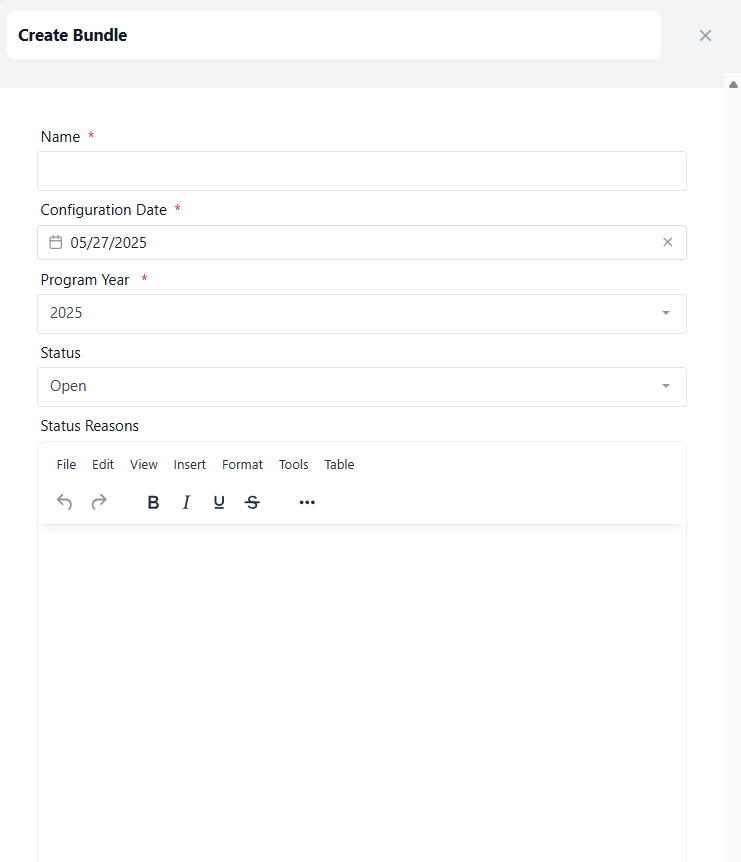 Create Bundle
Name *
Configuration Date *
05/27/2025
Program Year *
2025
Status
Open
Status Reasons
File Edit View Insert Format Tools Table
B I U S